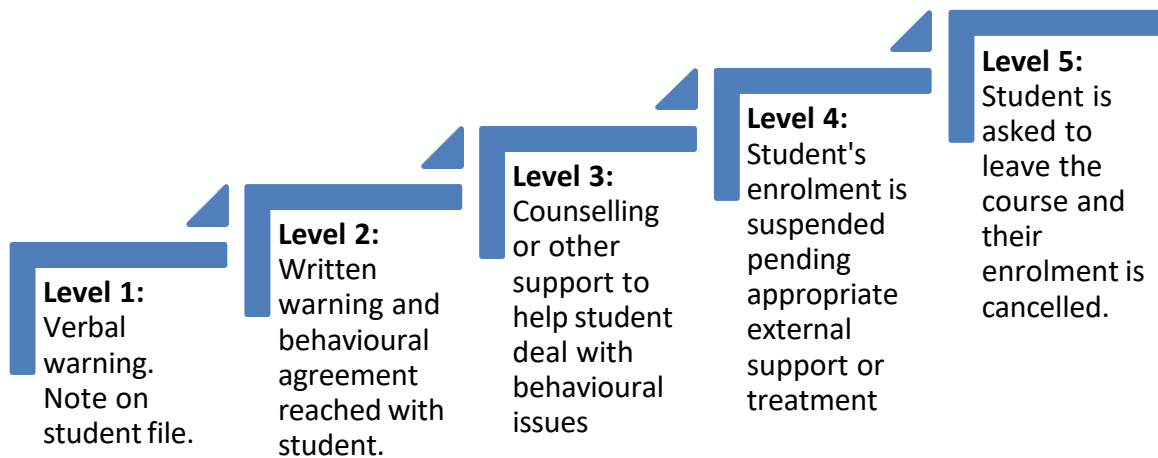 Level 1:
Verbal
warning.
Note on
student file.
Level 2:
Written
warning and
behavioural
agreement
reached with
student.
Level 3:
Counselling
or other
support to
help student
deal with
behavioural
issues
Level 4:
Student's
enrolment is
suspended
pending
appropriate
external
support or
treatment
Level 5:
Student is
asked to
leave the
course and
their
enrolment is
cancelled.